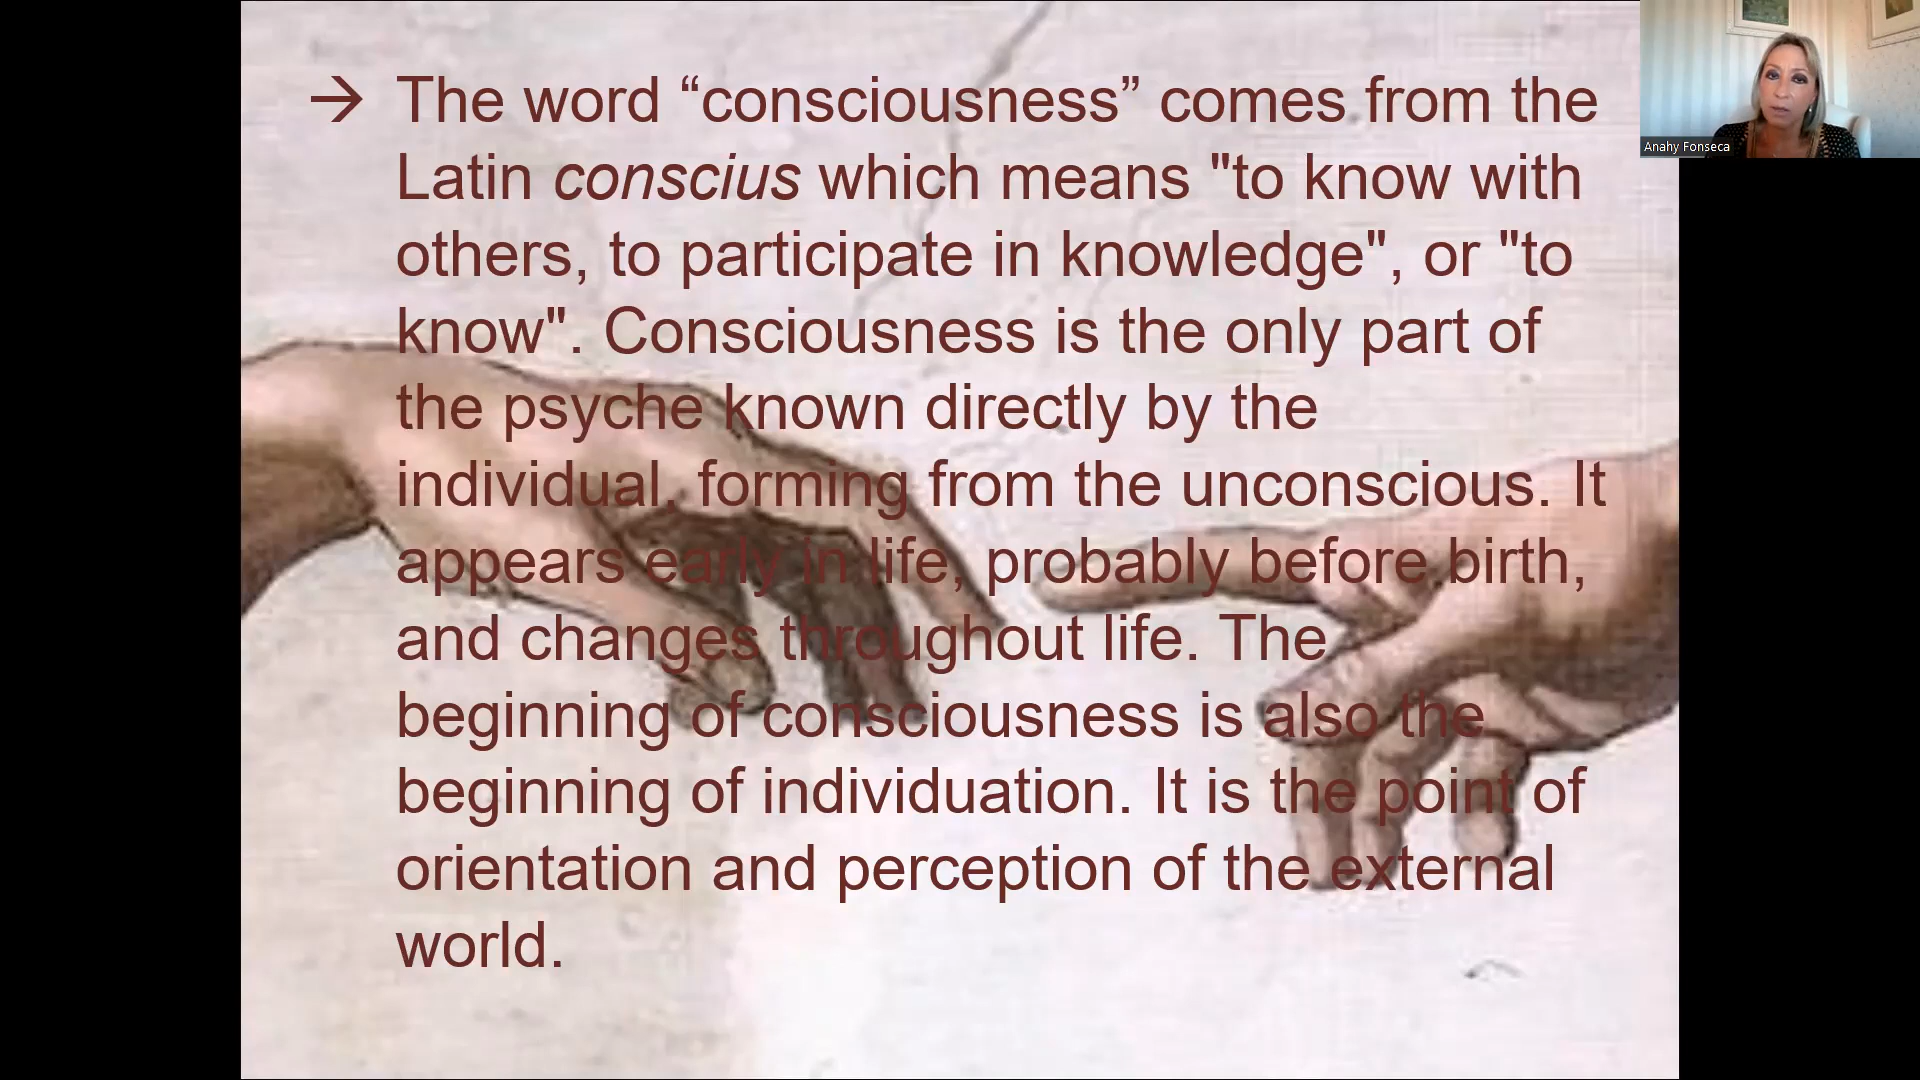 → The word “consciousness” comes from the
Latin conscius which means "to know with
others, to participate in knowledge", or "to
know". Consciousness is the only part of
the psyche known directly by the
individual, forming from the unconscious. It
appears early in life, probably before birth,
and changes throughout life. The
beginning of consciousness is also the
beginning of individuation. It is the point of
orientation and perception of the external
world.
Anahy Fonseca